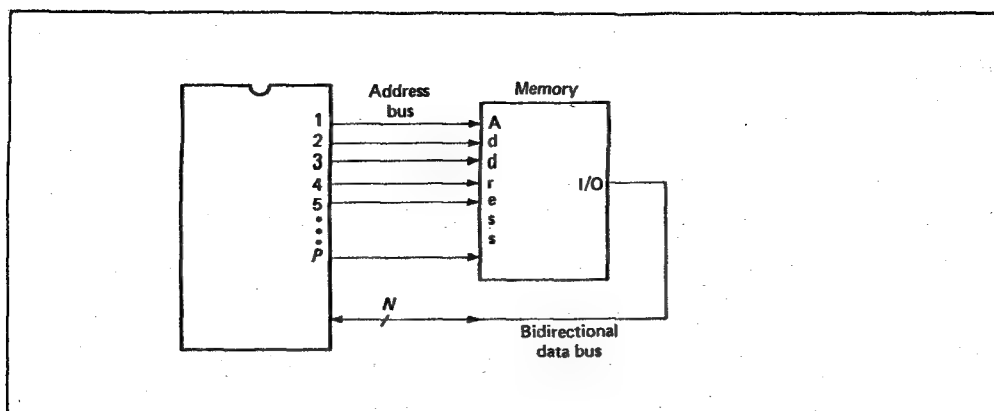 Address
bus
Memory
1
2
3
4
5
P
A
d
d
r
e
s
s
I/O
N
Bidirectional
data bus